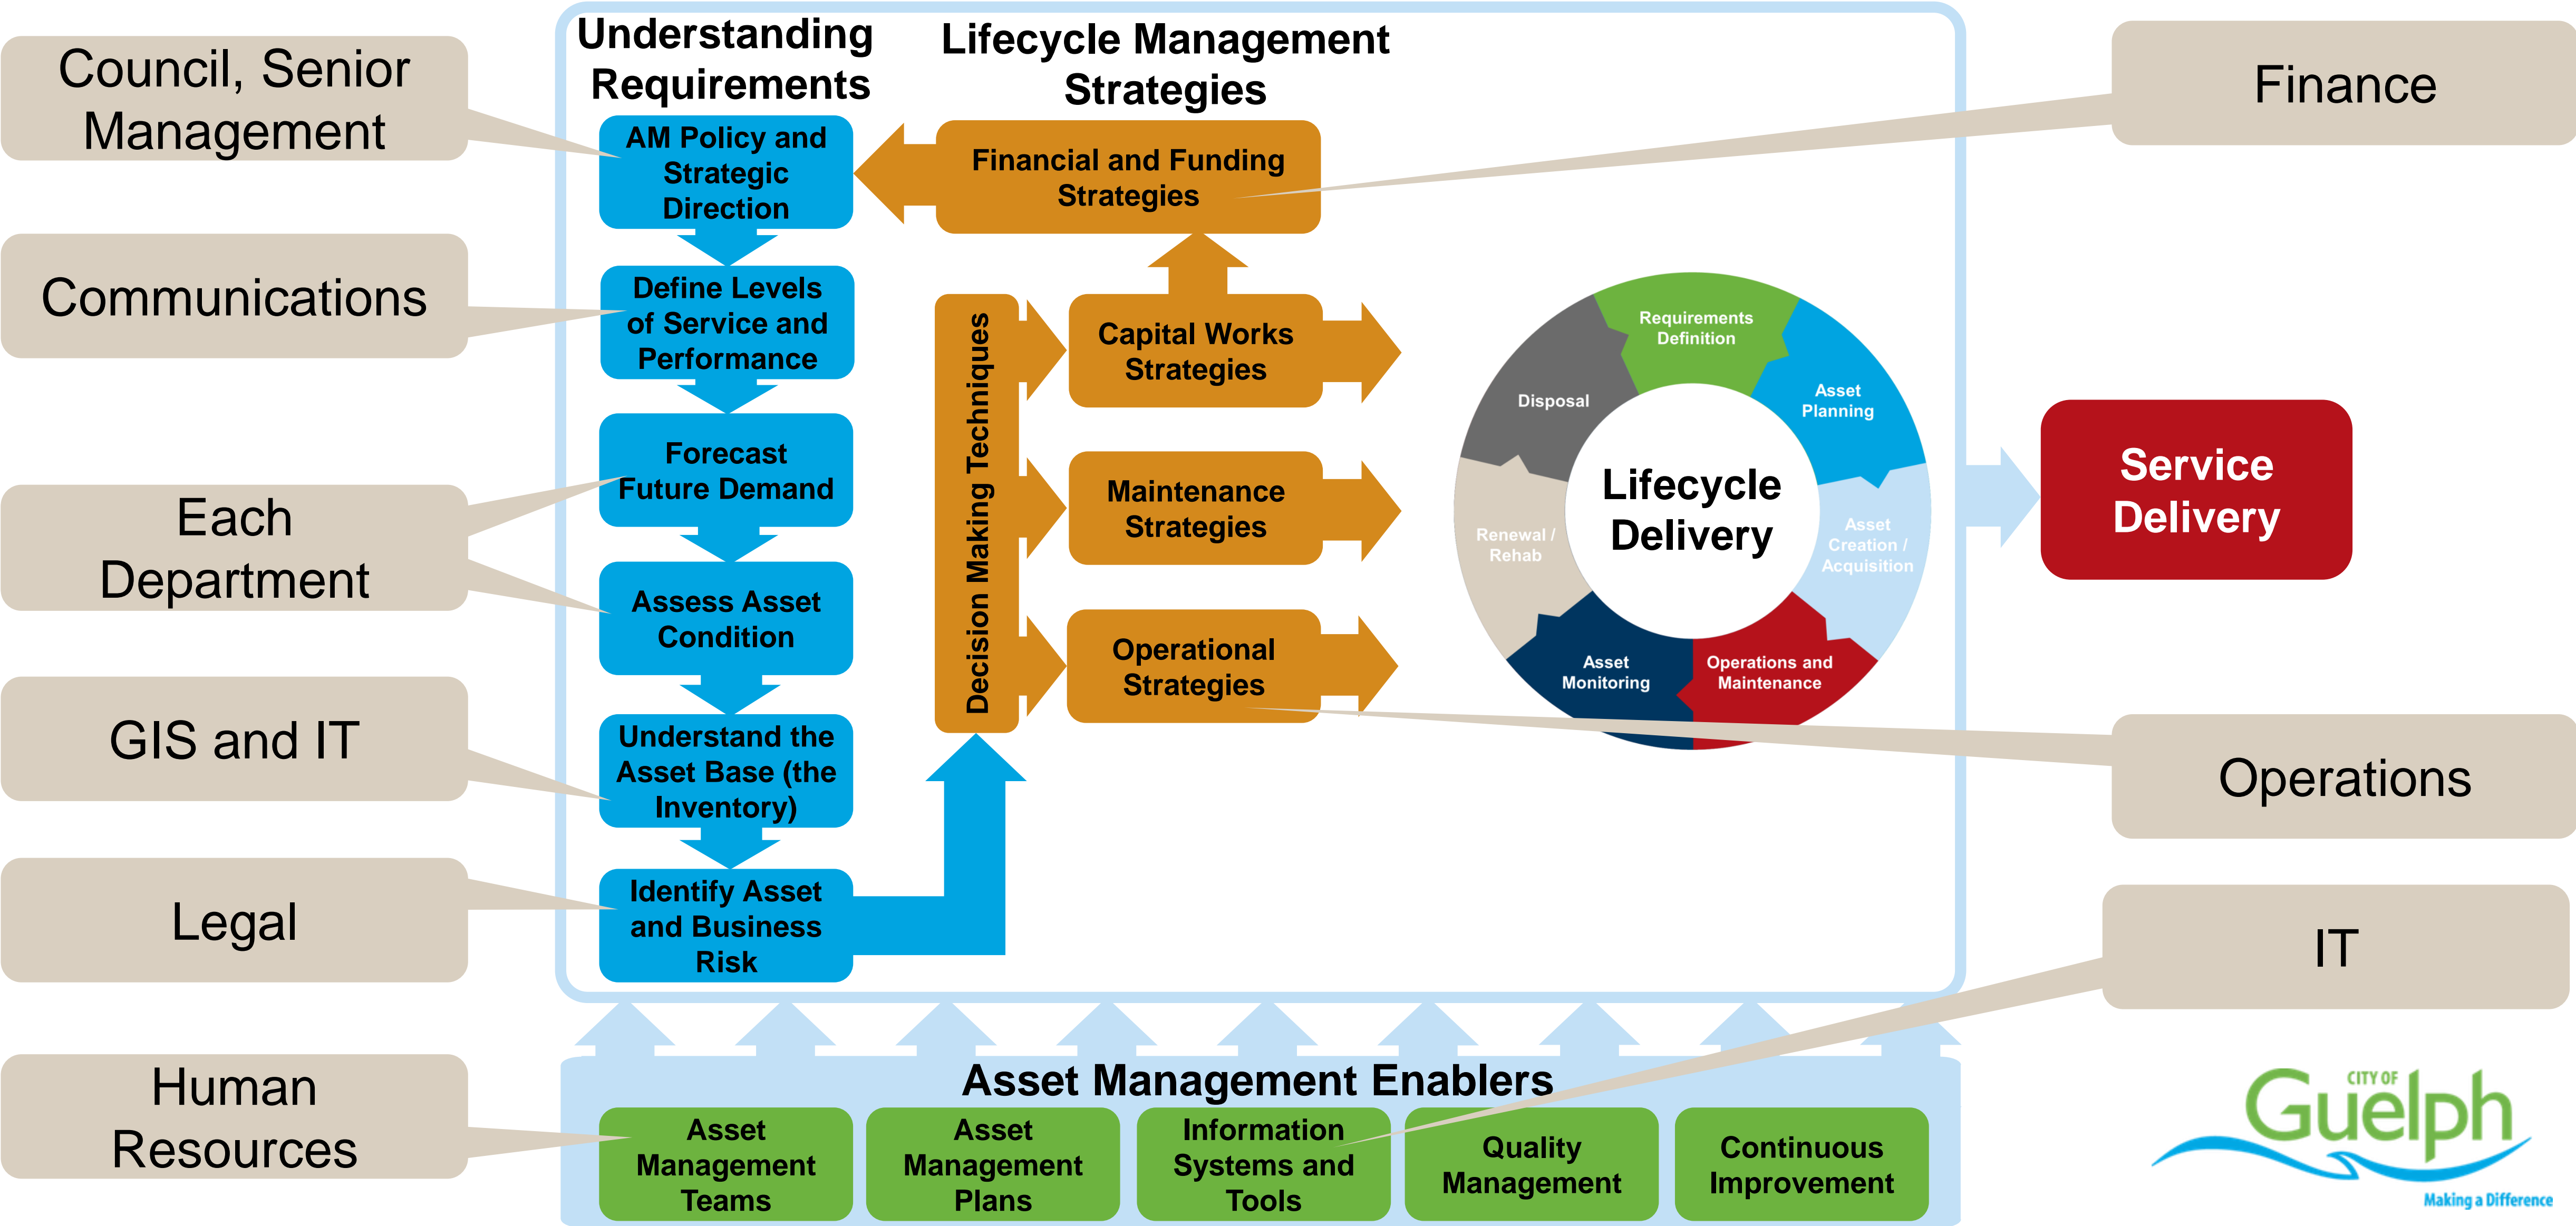 Council, Senior
Management
Communications
Each
Department
GIS and IT
Legal
Human
Resources
Understanding
Requirements
AM Policy and
Strategic
Direction
Define Levels
of Service and
Performance
Forecast
Future Demand
Assess Asset
Condition
Understand the
Asset Base (the
Inventory)
Identify Asset
and Business
Risk
Lifecycle Management
Strategies
Financial and Funding
Strategies
Decision Making Techniques
Capital Works
Strategies
Maintenance
Strategies
Operational
Strategies
Requirements
Definition
Asset
Planning
Asset
Creation /
Acquisition
Operations and
Maintenance
Asset
Monitoring
Renewal /
Rehab
Disposal
Lifecycle
Delivery
Service
Delivery
Finance
Operations
IT
Asset Management Enablers
Asset
Management
Teams
Asset
Management
Plans
Information
Systems and
Tools
Quality
Management
Continuous
Improvement
CITY OF
Guelph
Making a Difference